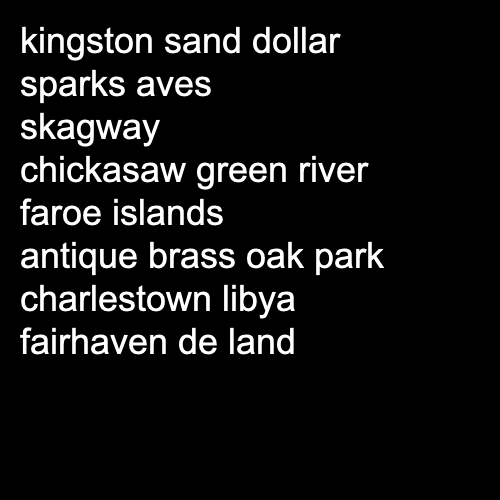 kingston sand dollar
sparks aves
skagway
chickasaw green river
faroe islands
antique brass oak park
charlestown libya
fairhaven de land